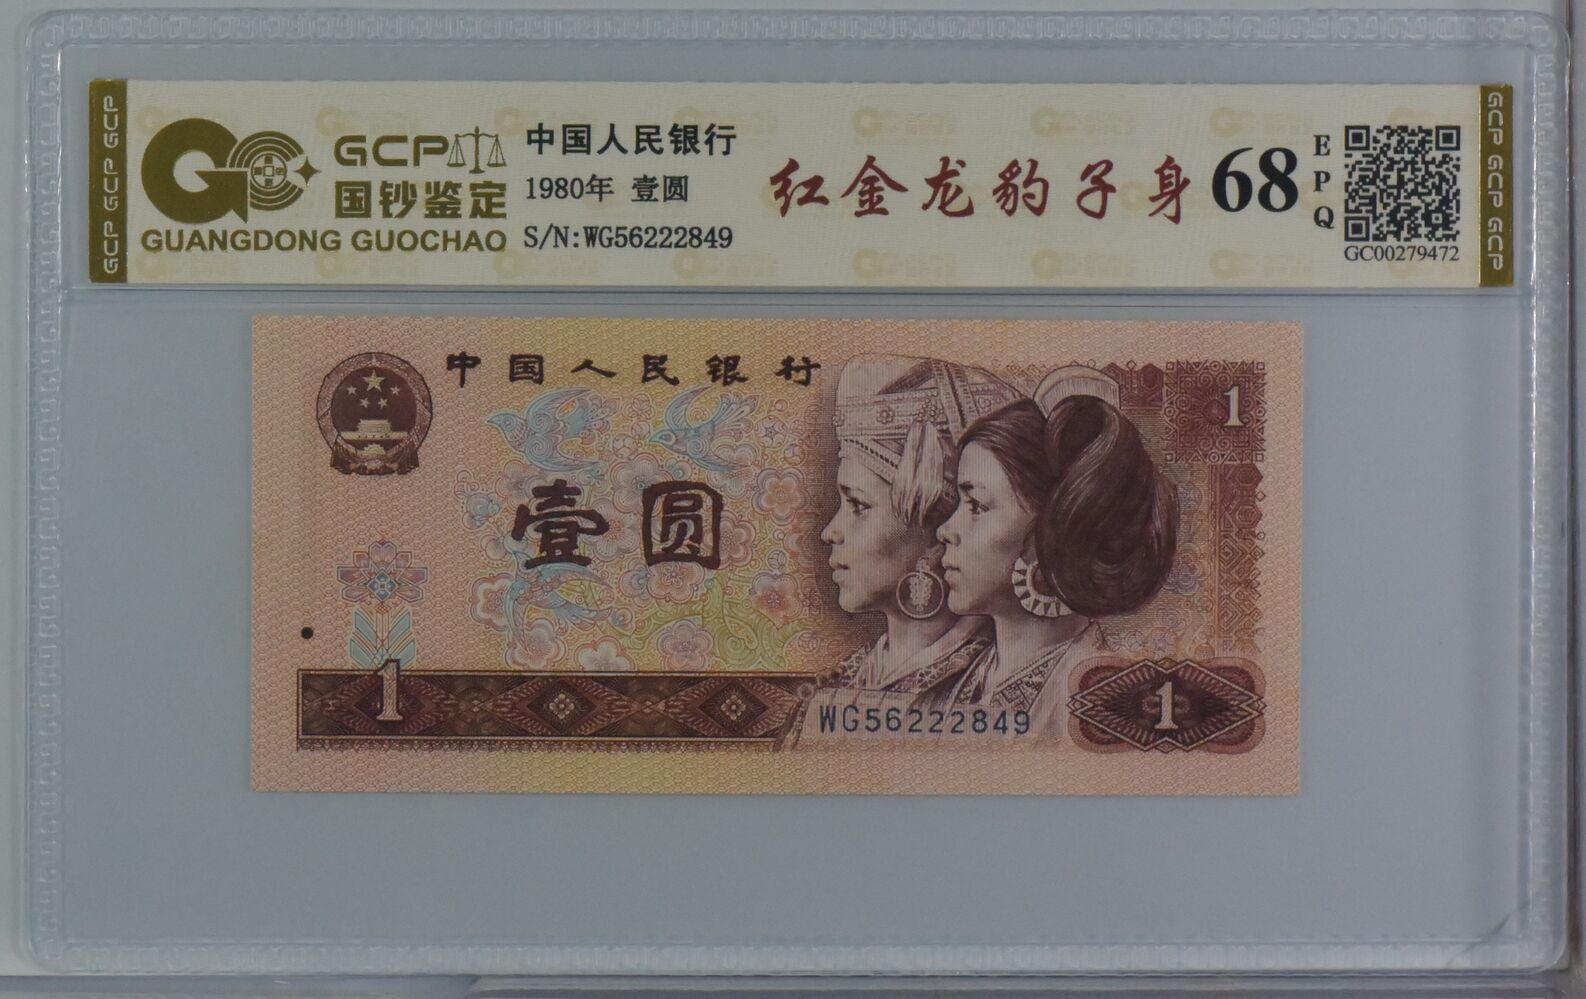 GCP GCP GCP
GCP
国钞鉴定
GUANGDONG GUOCHAO
中国人民银行
1980年 壹圆
S/N:WG56222849
红金龙豹子身
68
EPQ
GC00279472
GCP GCP GCP
中国人民银行
1
壹圆
1
WG56222849
1